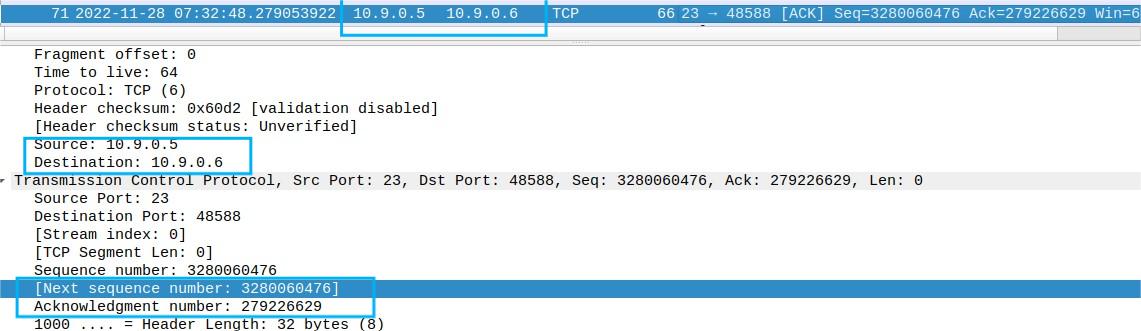 71 2022-11-28 07:32:48.279053922 10.9.0.5 10.9.0.6 TCP 66 23 → 48588 [ACK] Seq=3280060476 Ack=279226629 Win=6
Fragment offset: 0
Time to live: 64
Protocol: TCP (6)
Header checksum: 0x60d2 [validation disabled]
[Header checksum status: Unverified]
Source: 10.9.0.5
Destination: 10.9.0.6
Transmission Control Protocol, Src Port: 23, Dst Port: 48588, Seq: 3280060476, Ack: 279226629, Len: 0
Source Port: 23
Destination Port: 48588
[Stream index: 0]
[TCP Segment Len: 0]
Sequence number: 3280060476
[Next sequence number: 3280060476]
Acknowledgment number: 279226629
1000 .... = Header Length: 32 bytes (8)